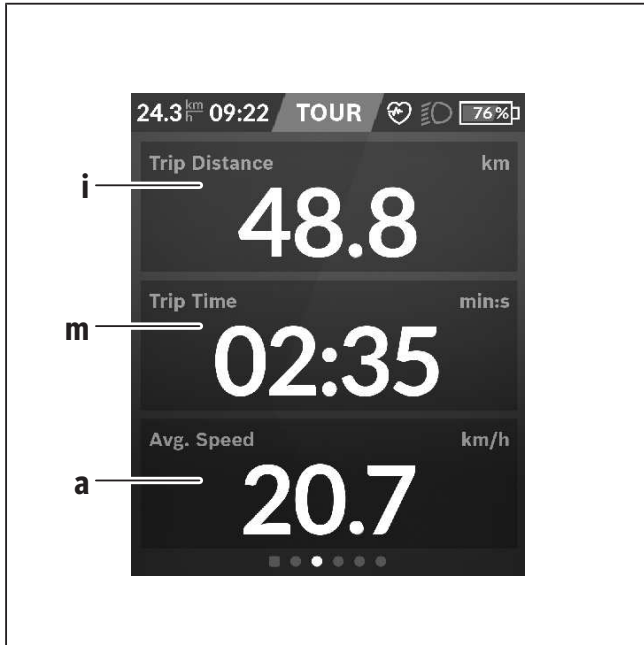 24.3 km/h 09:22 TOUR 76%
Trip Distance km
i
48.8
Trip Time min:s
m
02:35
Avg. Speed km/h
a
20.7